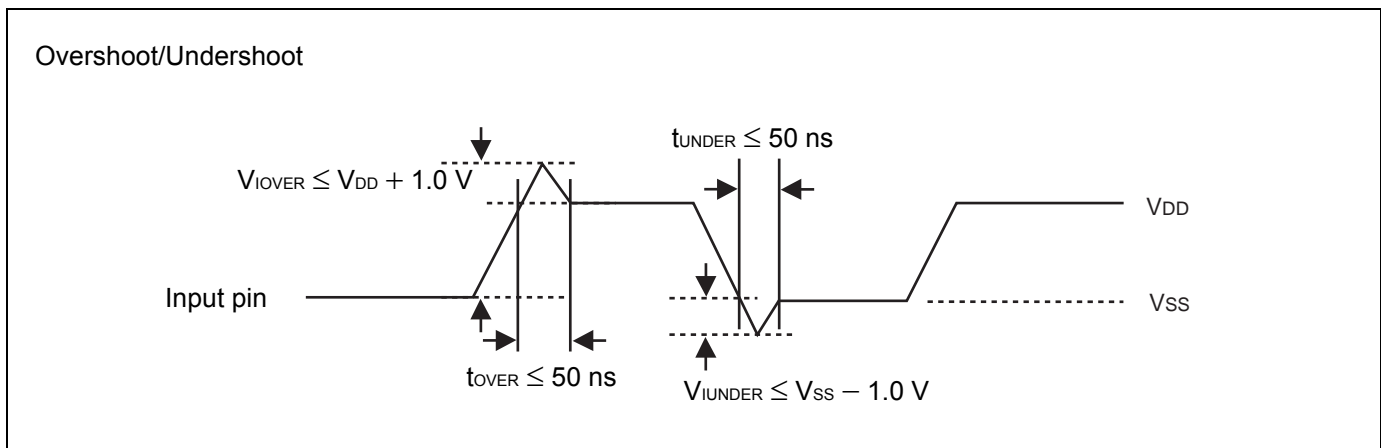 Overshoot/Undershoot
tUNDER ≤ 50 ns
VIOVER ≤ VDD + 1.0 V
VDD
Input pin
VSS
tOVER ≤ 50 ns
VIUNDER ≤ VSS − 1.0 V